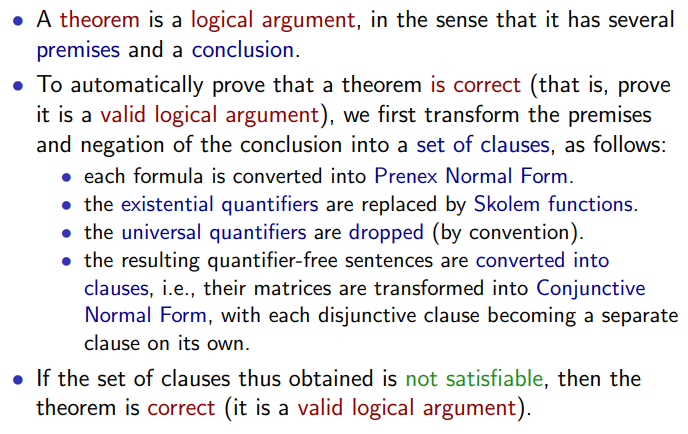 • A theorem is a logical argument, in the sense that it has several
premises and a conclusion.
• To automatically prove that a theorem is correct (that is, prove
it is a valid logical argument), we first transform the premises
and negation of the conclusion into a set of clauses, as follows:
• each formula is converted into Prenex Normal Form.
• the existential quantifiers are replaced by Skolem functions.
• the universal quantifiers are dropped (by convention).
• the resulting quantifier-free sentences are converted into
clauses, i.e., their matrices are transformed into Conjunctive
Normal Form, with each disjunctive clause becoming a separate
clause on its own.
• If the set of clauses thus obtained is not satisfiable, then the
theorem is correct (it is a valid logical argument).